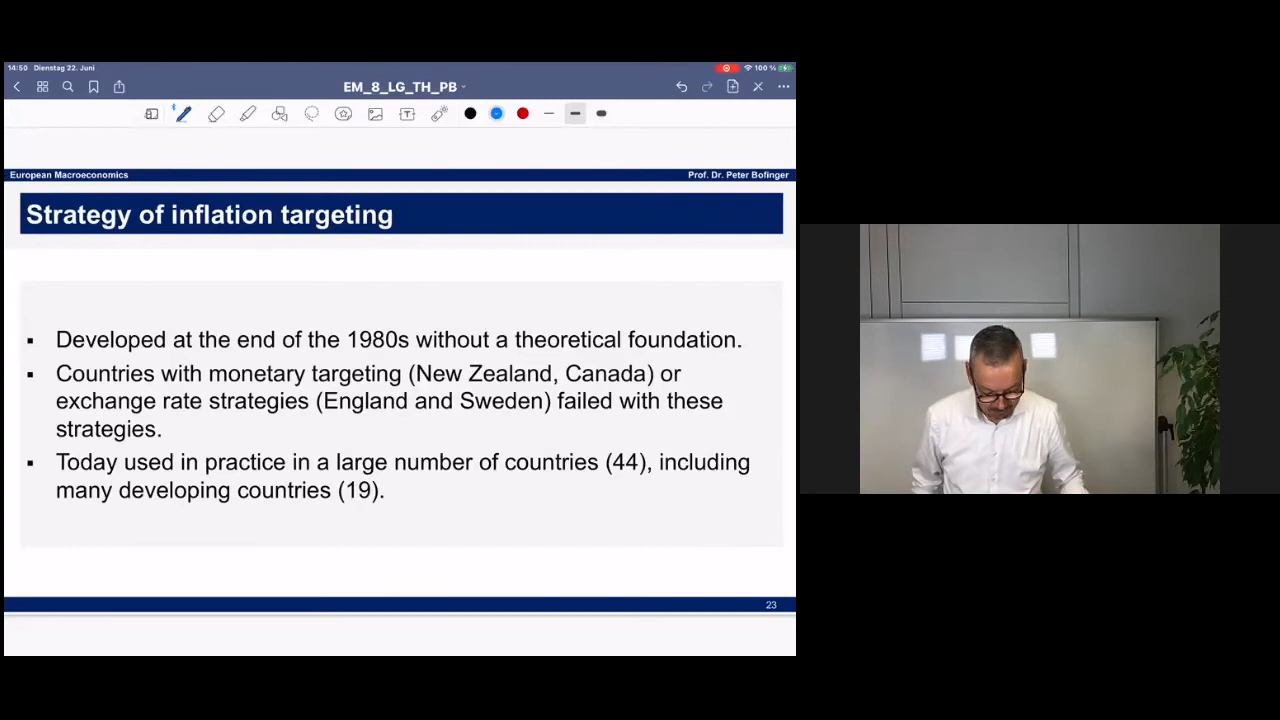 14:50 Dienstag 22. Juni
100 %
EM_8_LG_TH_PB
European Macroeconomics
Prof. Dr. Peter Bofinger
Strategy of inflation targeting
▪ Developed at the end of the 1980s without a theoretical foundation.
▪ Countries with monetary targeting (New Zealand, Canada) or
exchange rate strategies (England and Sweden) failed with these
strategies.
▪ Today used in practice in a large number of countries (44), including
many developing countries (19).
23